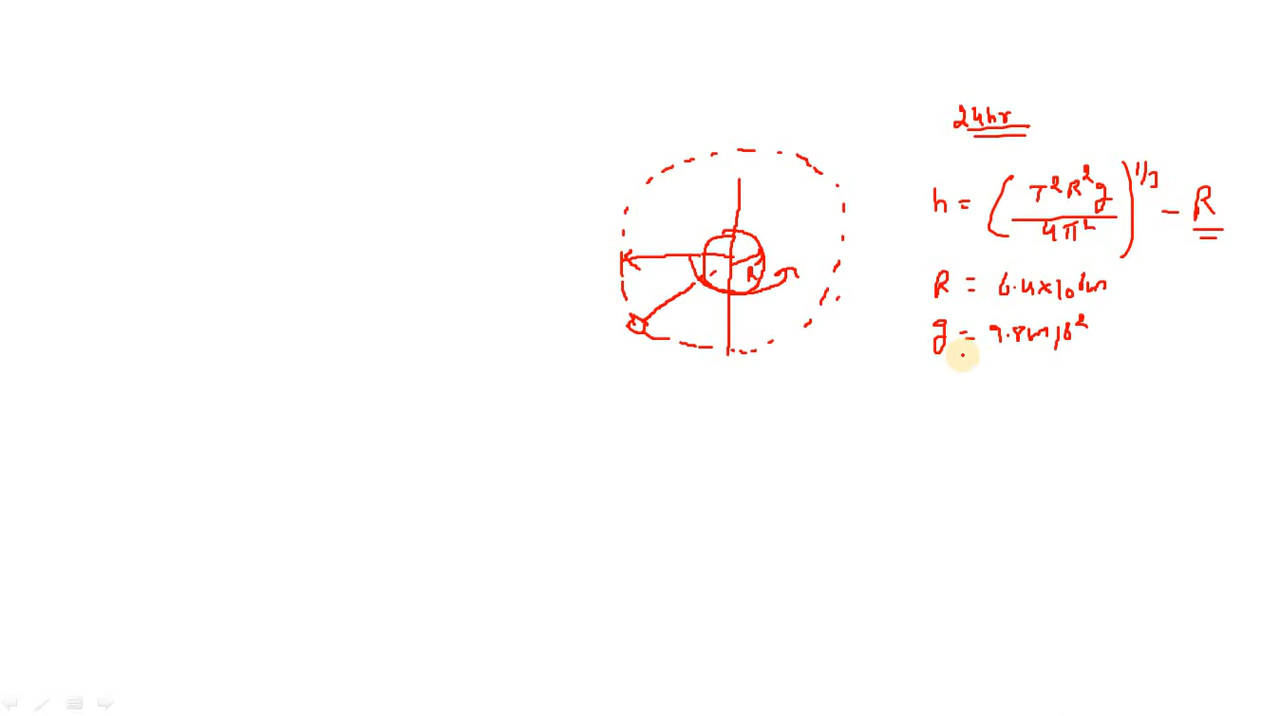 24hr
h = (T²R²g / 4π²)^1/3 - R
R
R = 6.4×10⁶m
g = 9.8m/s²